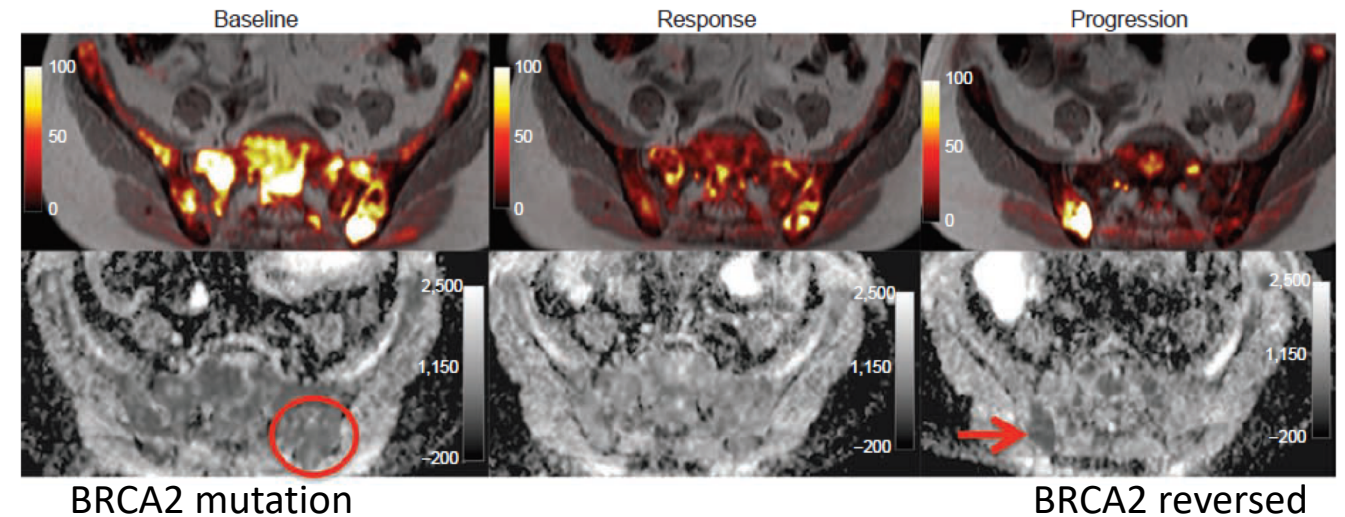 Baseline Response Progression
100 100 100
50 50 50
0 0 0
2,500 2,500 2,500
1,150 1,150 1,150
–200 –200 –200
BRCA2 mutation BRCA2 reversed